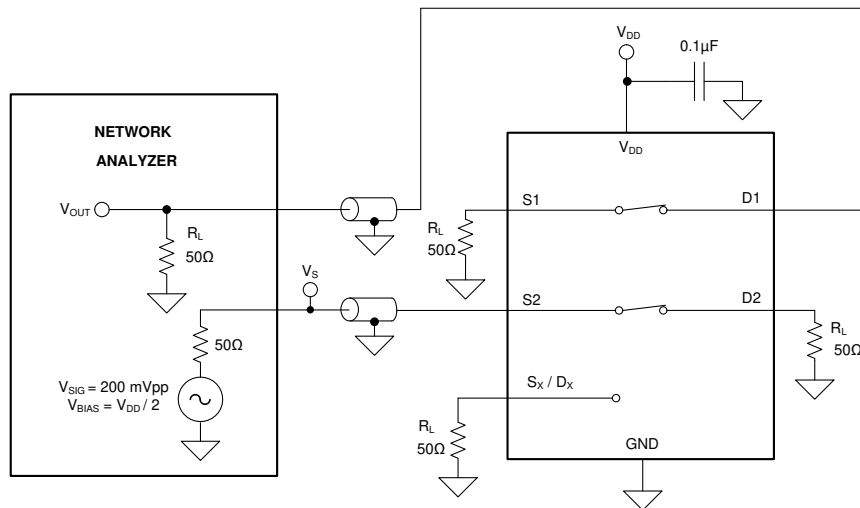 V_DD
0.1µF
NETWORK
ANALYZER
V_DD
V_OUT
R_L
50Ω
S1
D1
R_L
50Ω
V_S
S2
D2
50Ω
R_L
50Ω
V_SIG = 200 mVpp
V_BIAS = V_DD / 2
S_X / D_X
R_L
50Ω
GND